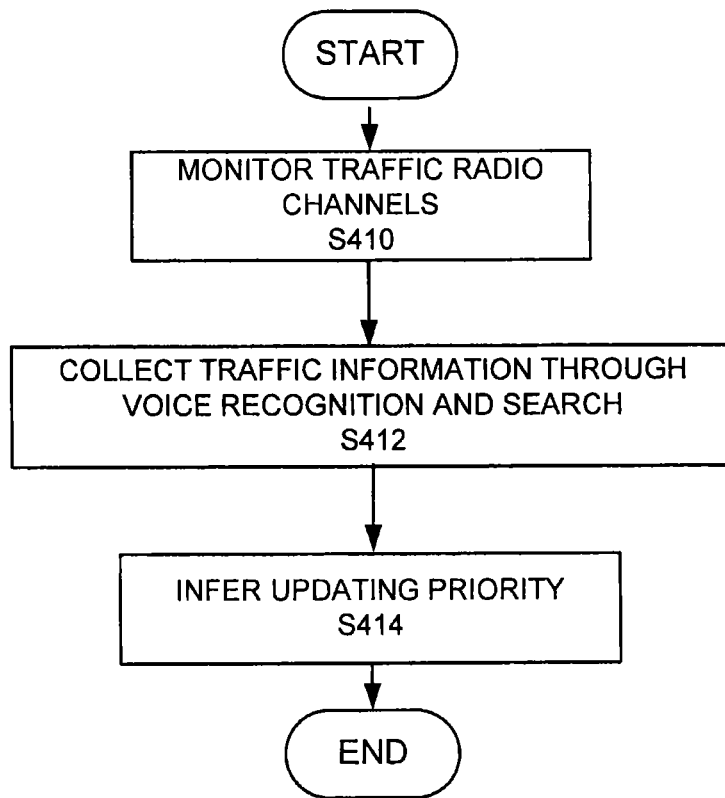 START
MONITOR TRAFFIC RADIO
CHANNELS
S410
COLLECT TRAFFIC INFORMATION THROUGH
VOICE RECOGNITION AND SEARCH
S412
INFER UPDATING PRIORITY
S414
END